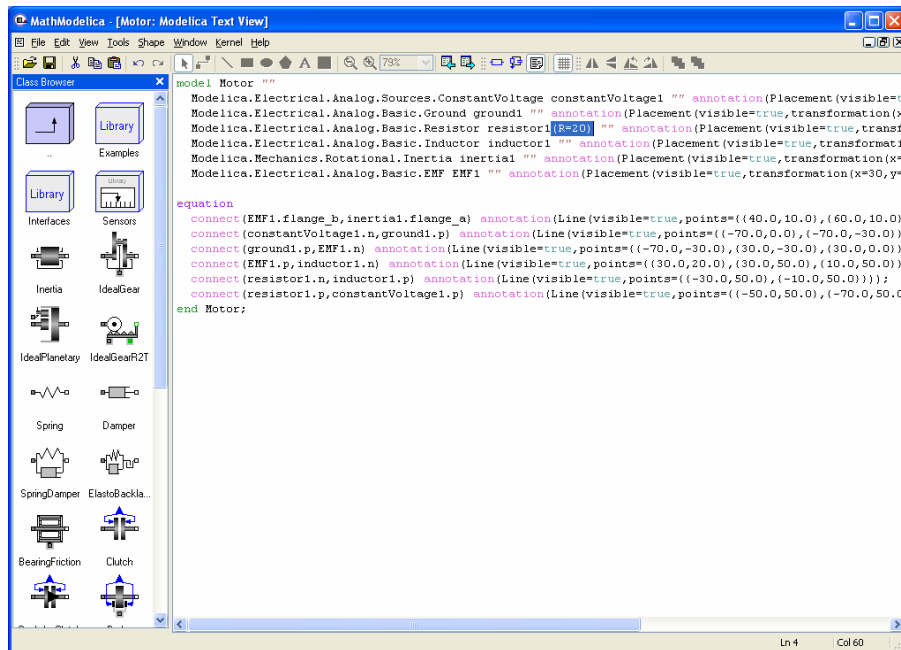 MathModelica - [Motor: Modelica Text View]
File Edit View Tools Shape Window Kernel Help
79%
Class Browser
..
Library
Examples
Library
Interfaces
Library
Sensors
Inertia
IdealGear
IdealPlanetary
IdealGearR2T
Spring
Damper
SpringDamper
ElastoBackla...
BearingFriction
Clutch
model Motor ""
Modelica.Electrical.Analog.Sources.ConstantVoltage constantVoltage1 "" annotation(Placement(visible=t
Modelica.Electrical.Analog.Basic.Ground ground1 "" annotation(Placement(visible=true,transformation(x
Modelica.Electrical.Analog.Basic.Resistor resistor1(R=20) "" annotation(Placement(visible=true,transf
Modelica.Electrical.Analog.Basic.Inductor inductor1 "" annotation(Placement(visible=true,transformati
Modelica.Mechanics.Rotational.Inertia inertia1 "" annotation(Placement(visible=true,transformation(x=
Modelica.Electrical.Analog.Basic.EMF EMF1 "" annotation(Placement(visible=true,transformation(x=30,y=
equation
connect(EMF1.flange_b,inertia1.flange_a) annotation(Line(visible=true,points={{40.0,10.0},{60.0,10.0}
connect(constantVoltage1.n,ground1.p) annotation(Line(visible=true,points={{-70.0,0.0},{-70.0,-30.0}}
connect(ground1.p,EMF1.n) annotation(Line(visible=true,points={{-70.0,-30.0},{30.0,-30.0},{30.0,0.0}}
connect(EMF1.p,inductor1.n) annotation(Line(visible=true,points={{30.0,20.0},{30.0,50.0},{10.0,50.0}}
connect(resistor1.n,inductor1.p) annotation(Line(visible=true,points={{-30.0,50.0},{-10.0,50.0}}));
connect(resistor1.p,constantVoltage1.p) annotation(Line(visible=true,points={{-50.0,50.0},{-70.0,50.0
end Motor;
Ln 4 Col 60